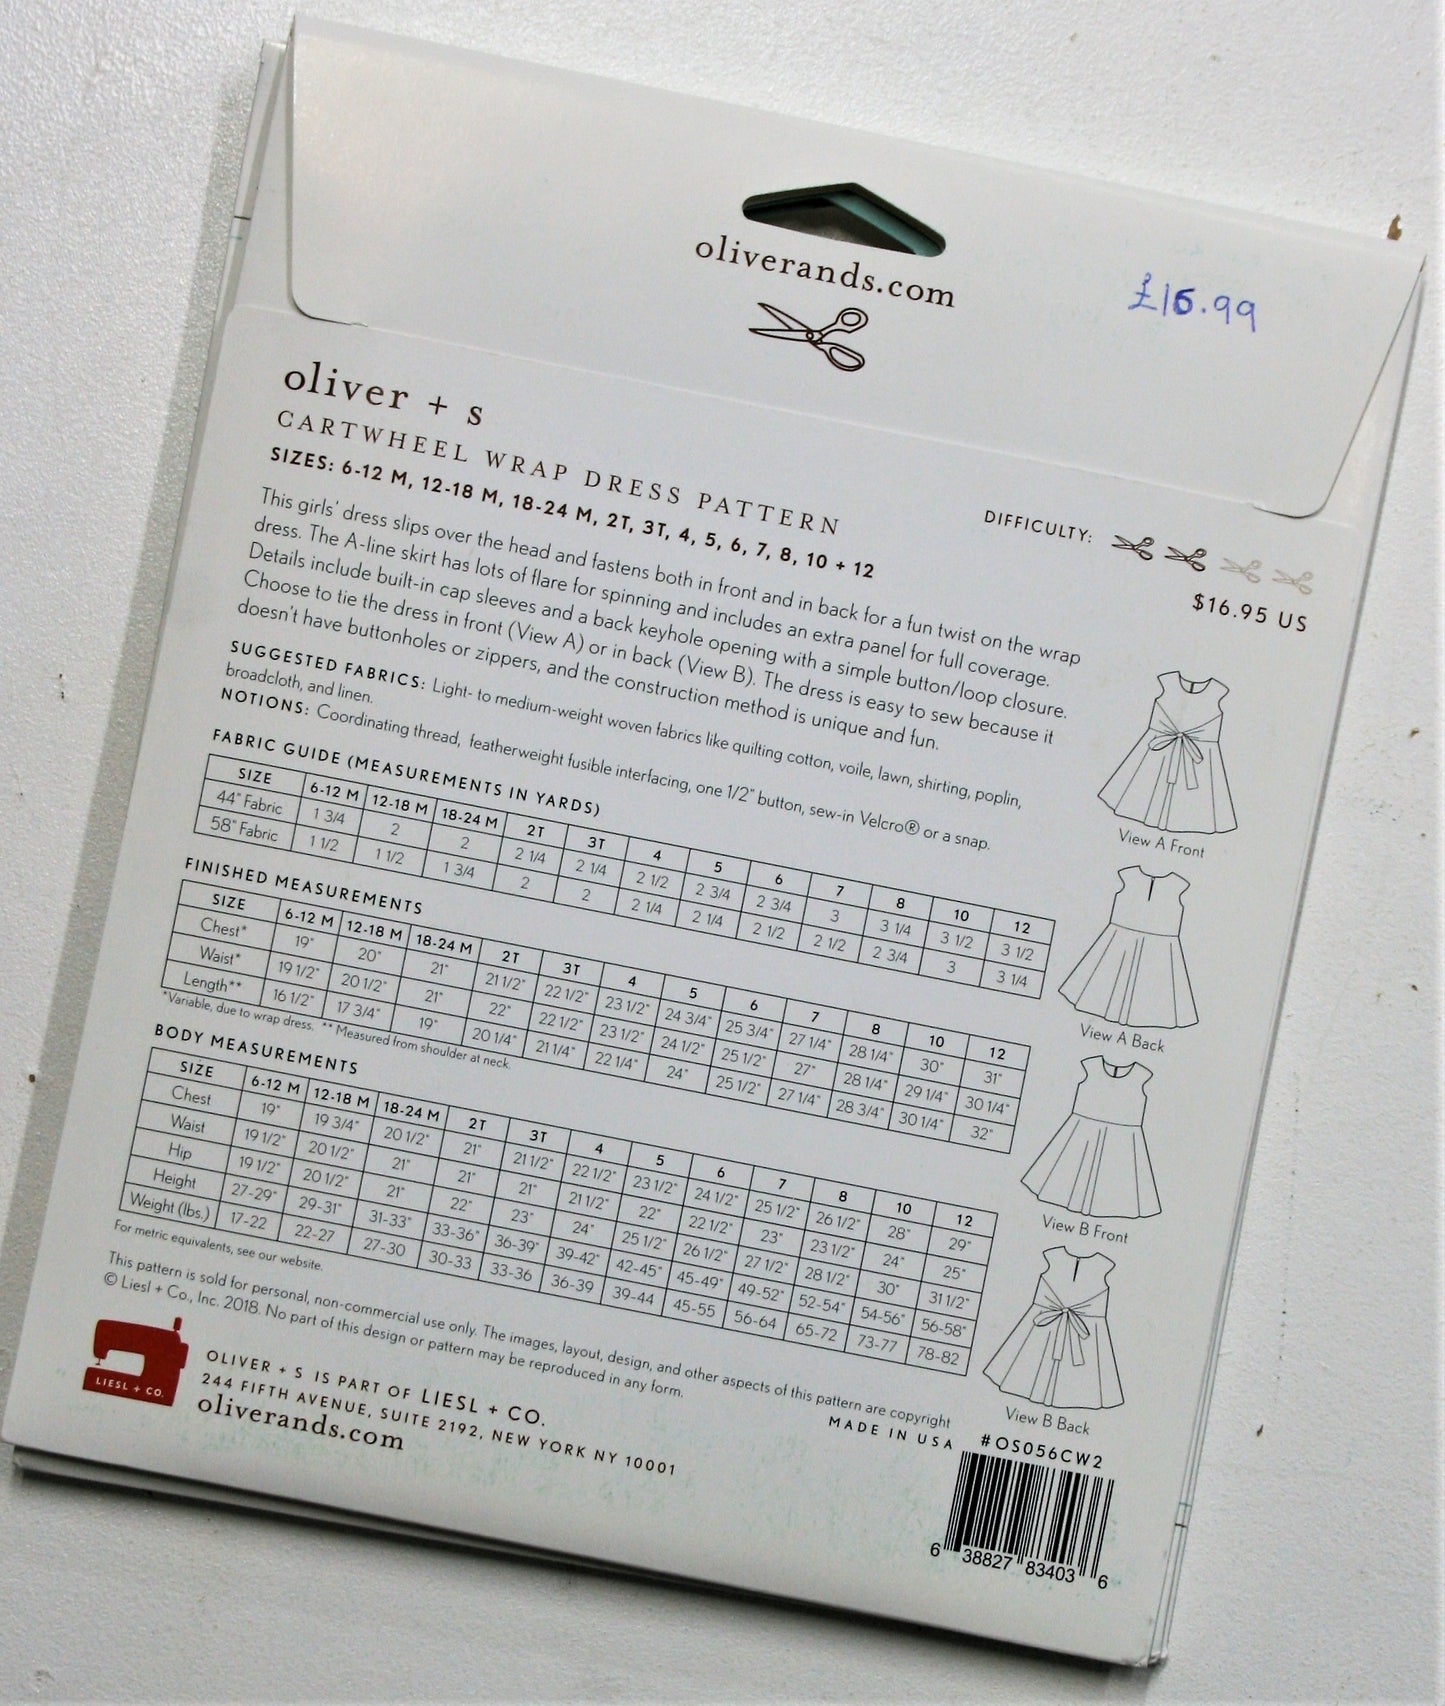 oliverands.com
£16.99
oliver + s
CARTWHEEL WRAP DRESS PATTERN
SIZES: 6-12 M, 12-18 M, 18-24 M, 2T, 3T, 4, 5, 6, 7, 8, 10 + 12
DIFFICULTY:
$16.95 US
This girls' dress slips over the head and fastens both in front and in back for a fun twist on the wrap
dress. The A-line skirt has lots of flare for spinning and includes an extra panel for full coverage.
Details include built-in cap sleeves and a back keyhole opening with a simple button/loop closure.
Choose to tie the dress in front (View A) or in back (View B). The dress is easy to sew because it
doesn't have buttonholes or zippers, and the construction method is unique and fun.
SUGGESTED FABRICS: Light- to medium-weight woven fabrics like quilting cotton, voile, lawn, shirting, poplin,
broadcloth, and linen.
NOTIONS: Coordinating thread, featherweight fusible interfacing, one 1/2" button, sew-in Velcro® or a snap.
FABRIC GUIDE (MEASUREMENTS IN YARDS)
SIZE 6-12 M 12-18 M 18-24 M 2T 3T 4 5 6 7 8 10 12
44" Fabric 1 3/4 2 2 2 1/4 2 1/4 2 1/2 2 3/4 2 3/4 3 3 1/4 3 1/2 3 1/2
58" Fabric 1 1/2 1 1/2 1 3/4 2 2 2 1/4 2 1/4 2 1/2 2 1/2 2 3/4 3 3 1/4
FINISHED MEASUREMENTS
SIZE 6-12 M 12-18 M 18-24 M 2T 3T 4 5 6 7 8 10 12
Chest* 19" 20" 21" 21 1/2" 22 1/2" 23 1/2" 24 3/4" 25 3/4" 27 1/4" 28 1/4" 30" 31"
Waist* 19 1/2" 20 1/2" 21" 22" 22 1/2" 23 1/2" 24 1/2" 25 1/2" 27" 28 1/4" 29 1/4" 30 1/4"
Length** 16 1/2" 17 3/4" 19" 20 1/4" 21 1/4" 22 1/4" 24" 25 1/2" 27 1/4" 28 3/4" 30 1/4" 32"
*Variable, due to wrap dress. ** Measured from shoulder at neck.
BODY MEASUREMENTS
SIZE 6-12 M 12-18 M 18-24 M 2T 3T 4 5 6 7 8 10 12
Chest 19" 19 3/4" 20 1/2" 21" 21 1/2" 22 1/2" 23 1/2" 24 1/2" 25 1/2" 26 1/2" 28" 29"
Waist 19 1/2" 20 1/2" 21" 21" 21" 21 1/2" 22" 22 1/2" 23" 23 1/2" 24" 25"
Hip 19 1/2" 20 1/2" 21" 22" 23" 24" 25 1/2" 26 1/2" 27 1/2" 28 1/2" 30" 31 1/2"
Height 27-29" 29-31" 31-33" 33-36" 36-39" 39-42" 42-45" 45-49" 49-52" 52-54" 54-56" 56-58"
Weight (lbs.) 17-22 22-27 27-30 30-33 33-36 36-39 39-44 45-55 56-64 65-72 73-77 78-82
For metric equivalents, see our website.
This pattern is sold for personal, non-commercial use only. The images, layout, design, and other aspects of this pattern are copyright
© Liesl + Co., Inc. 2018. No part of this design or pattern may be reproduced in any form.
LIESL + CO.
OLIVER + S IS PART OF LIESL + CO.
244 FIFTH AVENUE, SUITE 2192, NEW YORK NY 10001
oliverands.com
MADE IN USA
View A Front
View A Back
View B Front
View B Back
#OS056CW2
6 38827 83403 6